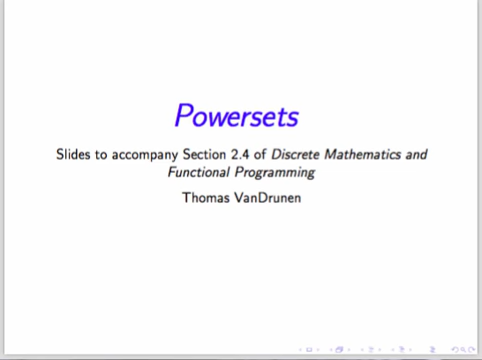 Powersets
Slides to accompany Section 2.4 of Discrete Mathematics and
Functional Programming
Thomas VanDrunen